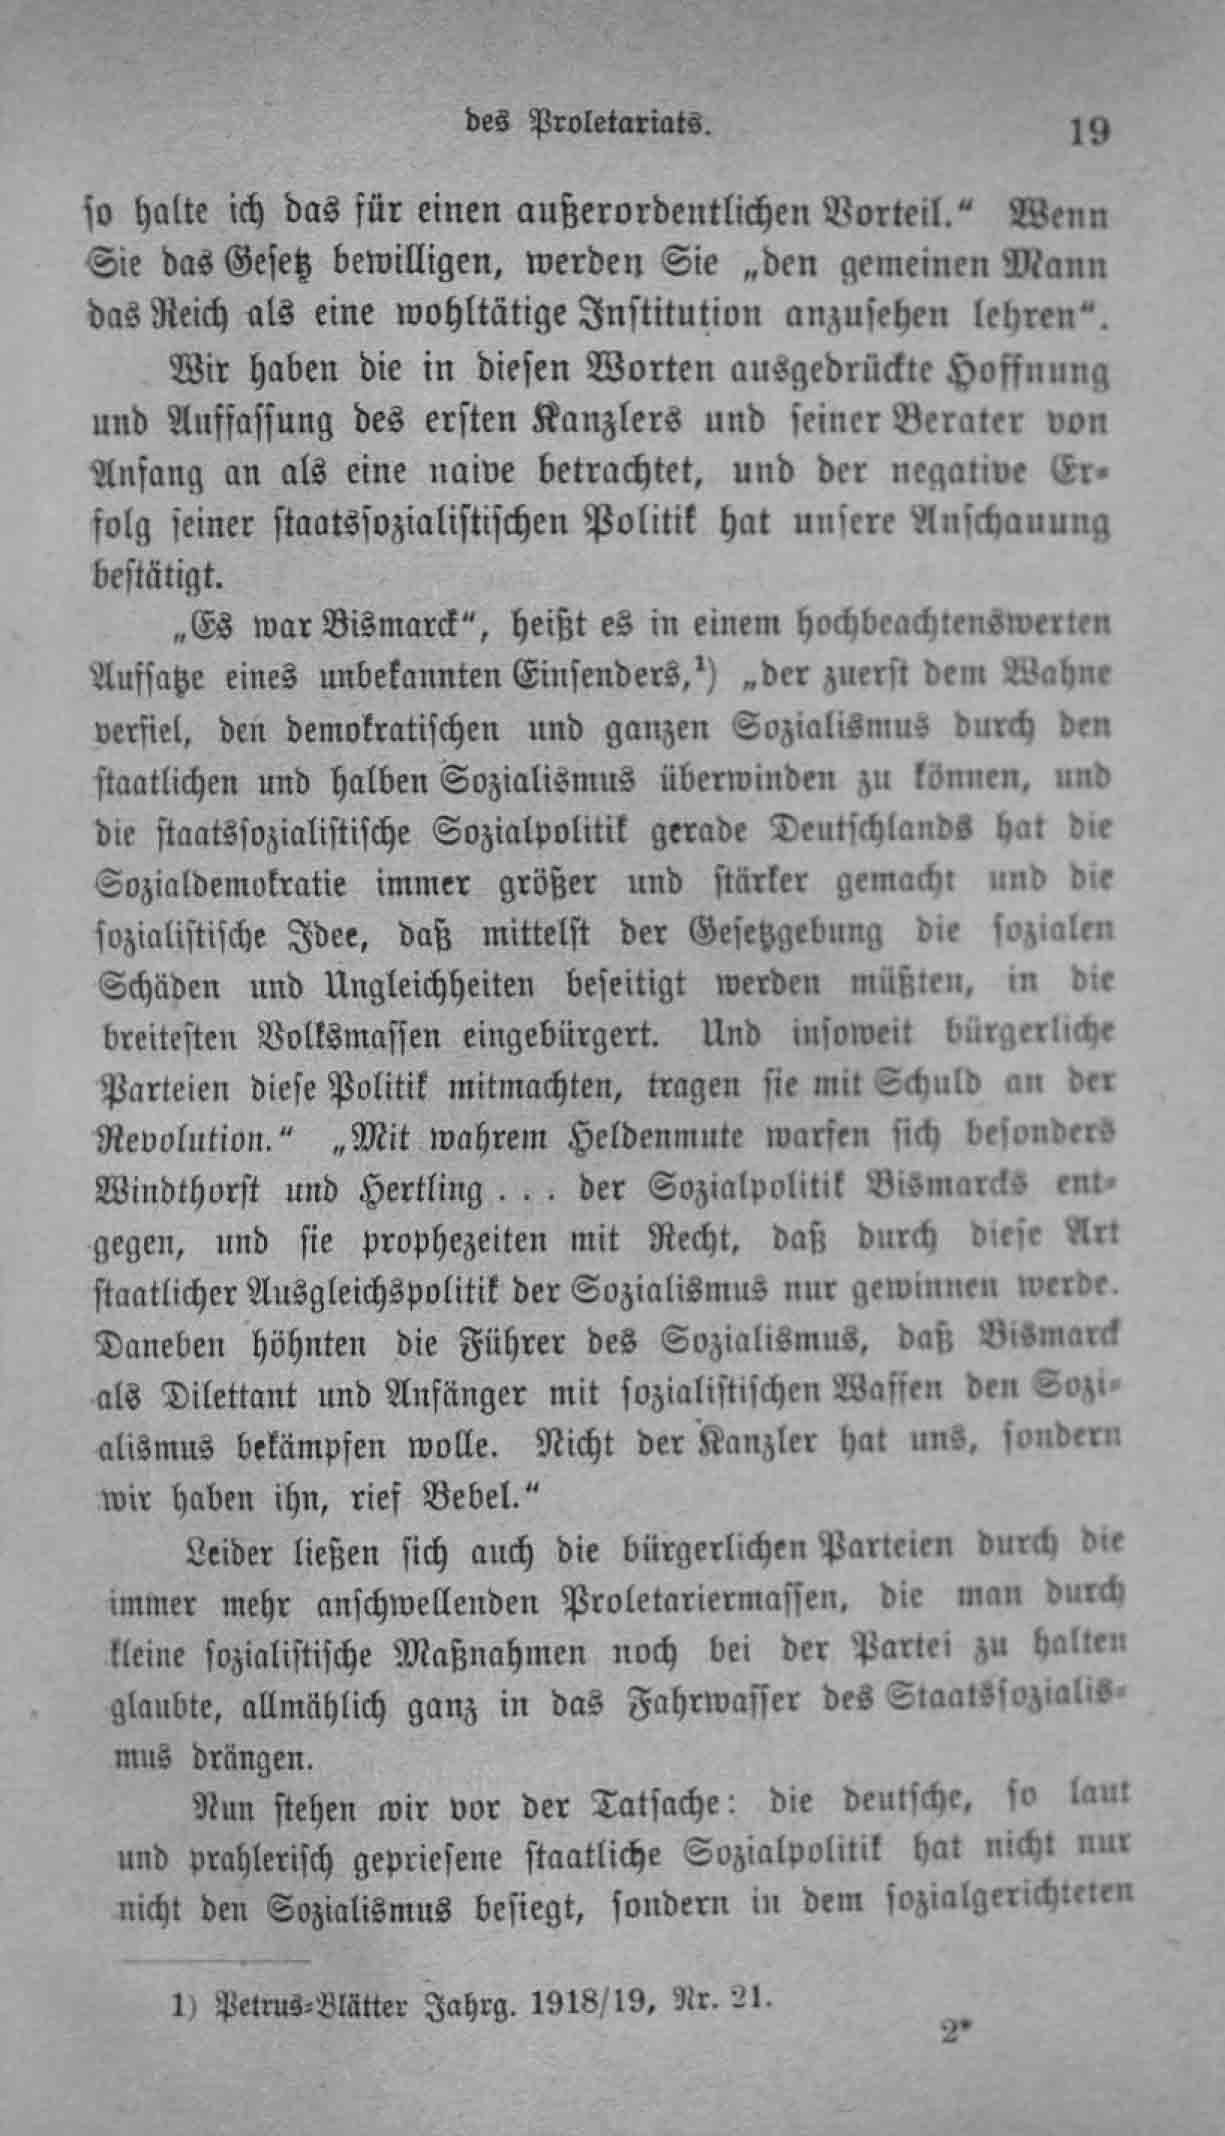 des Proletariats.
19
so halte ich das für einen außerordentlichen Vorteil.“ Wenn
Sie das Gesetz bewilligen, werden Sie „den gemeinen Mann
das Reich als eine wohltätige Institution anzusehen lehren“.
Wir haben die in diesen Worten ausgedrückte Hoffnung
und Auffassung des ersten Kanzlers und seiner Berater von
Anfang an als eine naive betrachtet, und der negative Er-
folg seiner staatssozialistischen Politik hat unsere Anschauung
bestätigt.
„Es war Bismarck“, heißt es in einem hochbeachtenswerten
Aufsatze eines unbekannten Einsenders,¹) „der zuerst dem Wahne
verfiel, den demokratischen und ganzen Sozialismus durch den
staatlichen und halben Sozialismus überwinden zu können, und
die staatssozialistische Sozialpolitik gerade Deutschlands hat die
Sozialdemokratie immer größer und stärker gemacht und die
sozialistische Idee, daß mittelst der Gesetzgebung die sozialen
Schäden und Ungleichheiten beseitigt werden müßten, in die
breitesten Volksmassen eingebürgert. Und insoweit bürgerliche
Parteien diese Politik mitmachten, tragen sie mit Schuld an der
Revolution.“ „Mit wahrem Heldenmute warfen sich besonders
Windthorst und Hertling . . . der Sozialpolitik Bismarcks ent-
gegen, und sie prophezeiten mit Recht, daß durch diese Art
staatlicher Ausgleichspolitik der Sozialismus nur gewinnen werde.
Daneben höhnten die Führer des Sozialismus, daß Bismarck
als Dilettant und Anfänger mit sozialistischen Waffen den Sozi-
alismus bekämpfen wolle. Nicht der Kanzler hat uns, sondern
wir haben ihn, rief Bebel.“
Leider ließen sich auch die bürgerlichen Parteien durch die
immer mehr anschwellenden Proletariermassen, die man durch
kleine sozialistische Maßnahmen noch bei der Partei zu halten
glaubte, allmählich ganz in das Fahrwasser des Staatssozialis-
mus drängen.
Nun stehen wir vor der Tatsache: die deutsche, so laut
und prahlerisch gepriesene staatliche Sozialpolitik hat nicht nur
nicht den Sozialismus besiegt, sondern in dem sozialgerichteten
1) Petrus-Blätter Jahrg. 1918/19, Nr. 21.
2*